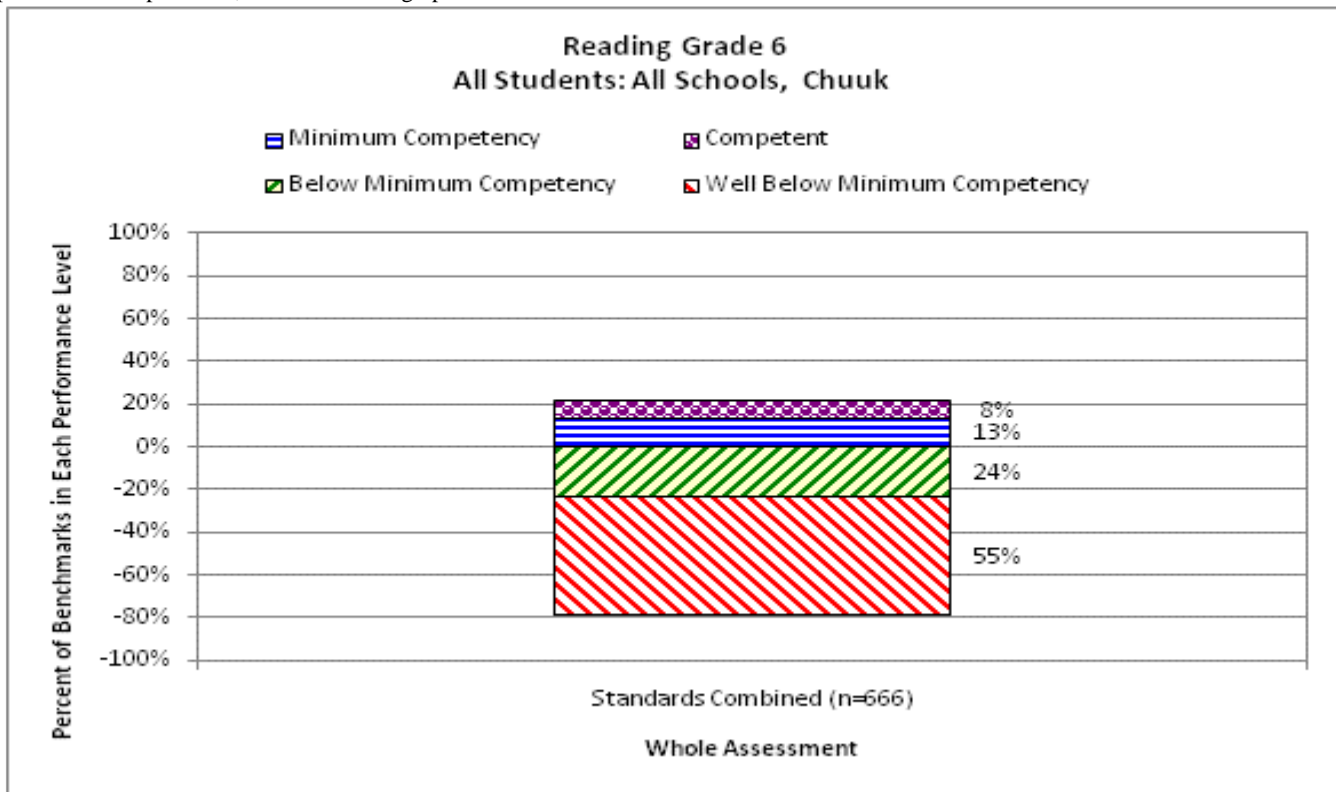 Reading Grade 6
All Students: All Schools, Chuuk
Minimum Competency
Competent
Below Minimum Competency
Well Below Minimum Competency
Percent of Benchmarks in Each Performance Level
100%
80%
60%
40%
20%
0%
-20%
-40%
-60%
-80%
-100%
8%
13%
24%
55%
Standards Combined (n=666)
Whole Assessment